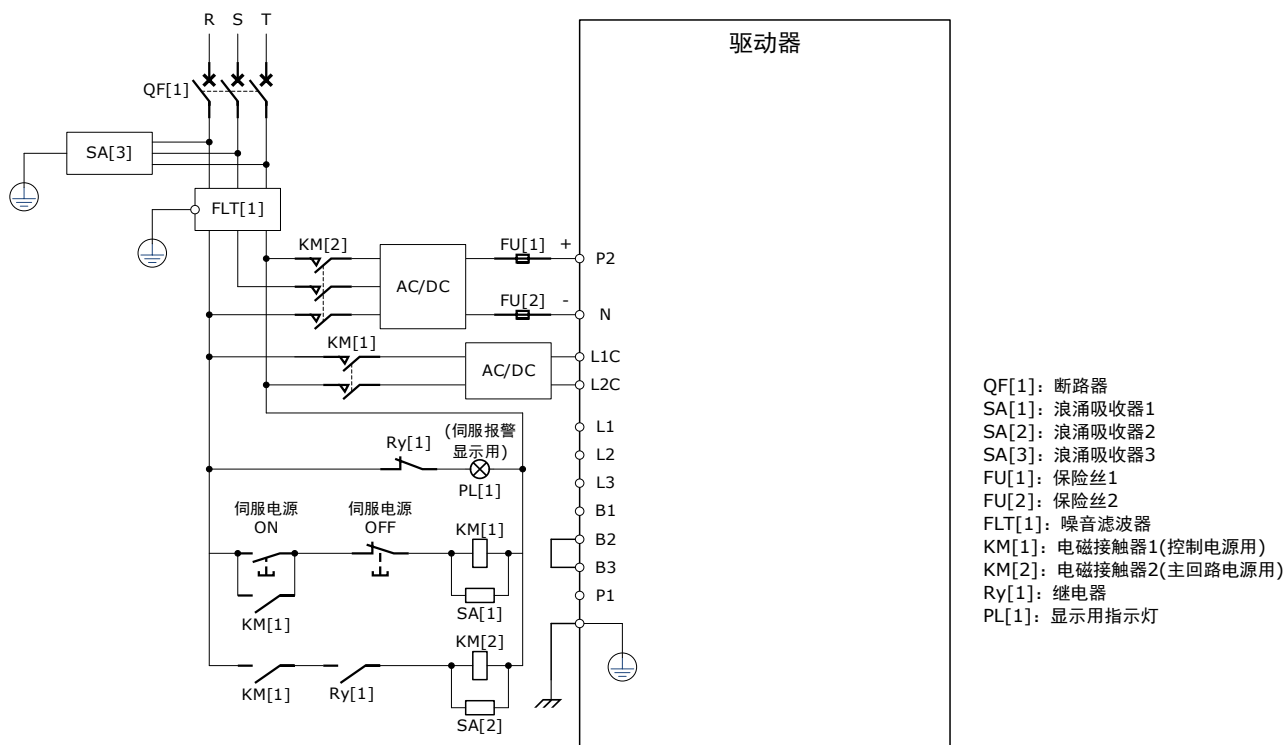 R S T
驱动器
QF[1]
SA[3]
FLT[1]
KM[2]
FU[1] +
P2
AC/DC
FU[2] -
N
KM[1]
L1C
AC/DC
L2C
L1
(伺服报警
显示用)
Ry[1]
L2
PL[1]
L3
B1
伺服电源
ON
伺服电源
OFF
KM[1]
B2
B3
SA[1]
KM[1]
P1
KM[2]
KM[1]
Ry[1]
SA[2]
QF[1]：断路器
SA[1]：浪涌吸收器1
SA[2]：浪涌吸收器2
SA[3]：浪涌吸收器3
FU[1]：保险丝1
FU[2]：保险丝2
FLT[1]：噪音滤波器
KM[1]：电磁接触器1(控制电源用)
KM[2]：电磁接触器2(主回路电源用)
Ry[1]：继电器
PL[1]：显示用指示灯